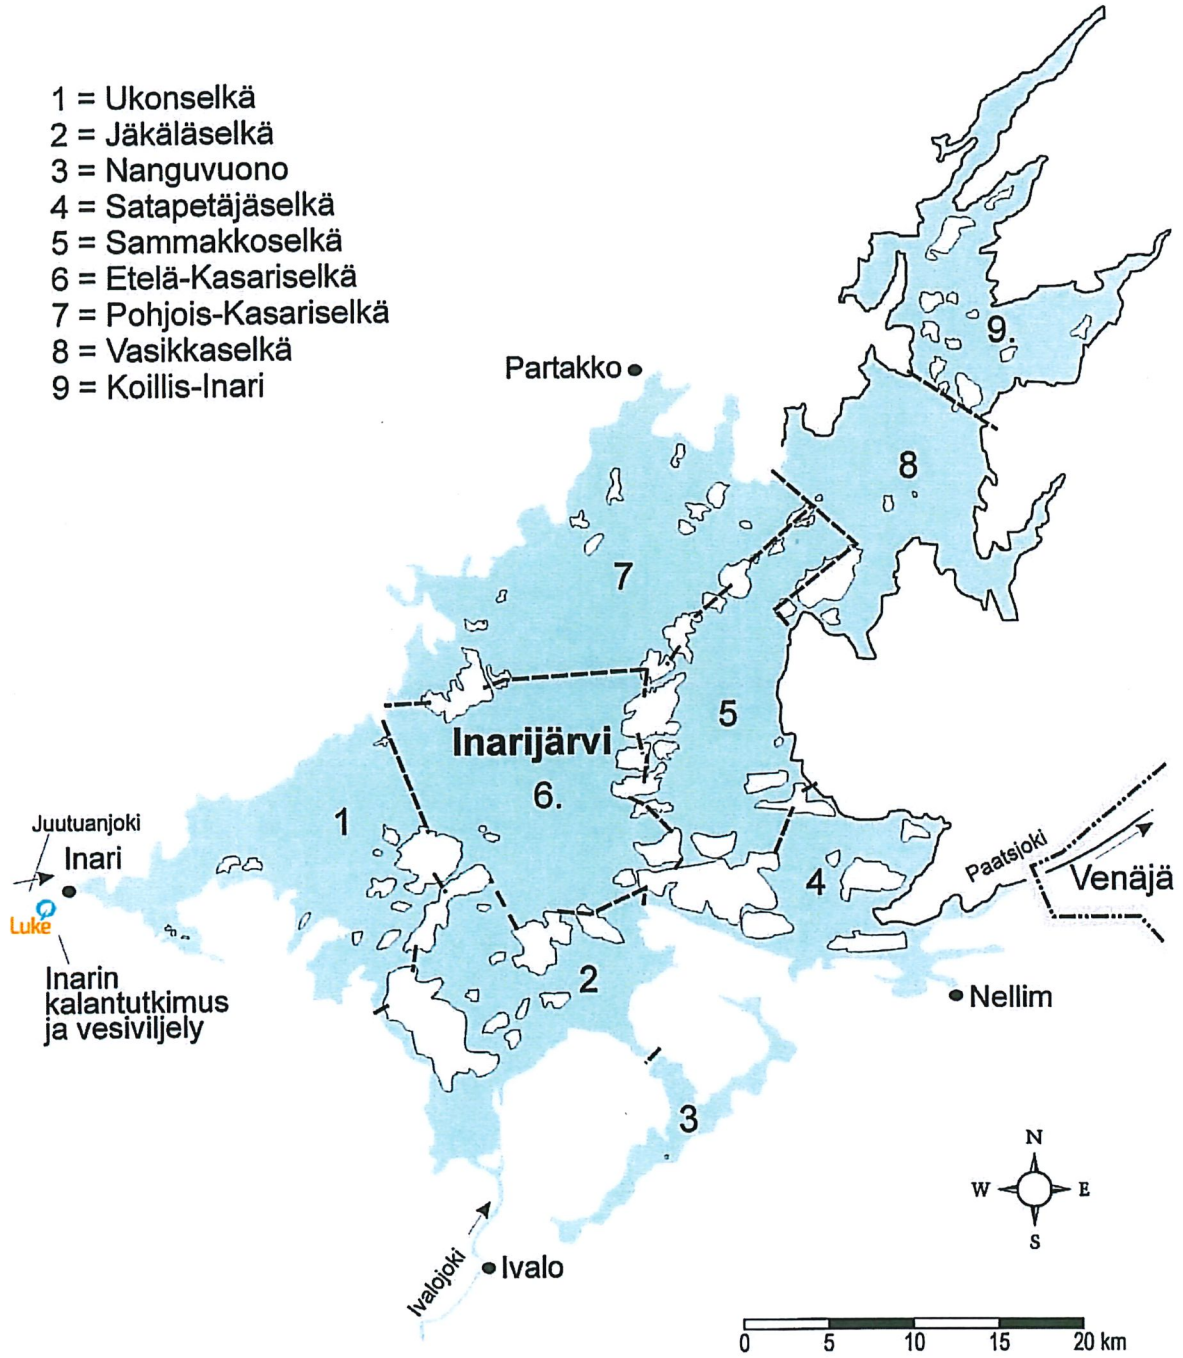 1 = Ukonselkä
2 = Jäkäläselkä
3 = Nanguvuono
4 = Satapetäjäselkä
5 = Sammakkoselkä
6 = Etelä-Kasariselkä
7 = Pohjois-Kasariselkä
8 = Vasikkaselkä
9 = Koillis-Inari
9.
Partakko
8
7
5
Inarijärvi
6.
1
Juutuanjoki
Inari
Luke
Paatsjoki
Venäjä
4
Inarin
kalantutkimus
ja vesiviljely
2
Nellim
3
N
W E
S
Ivalojoki
Ivalo
0 5 10 15 20 km